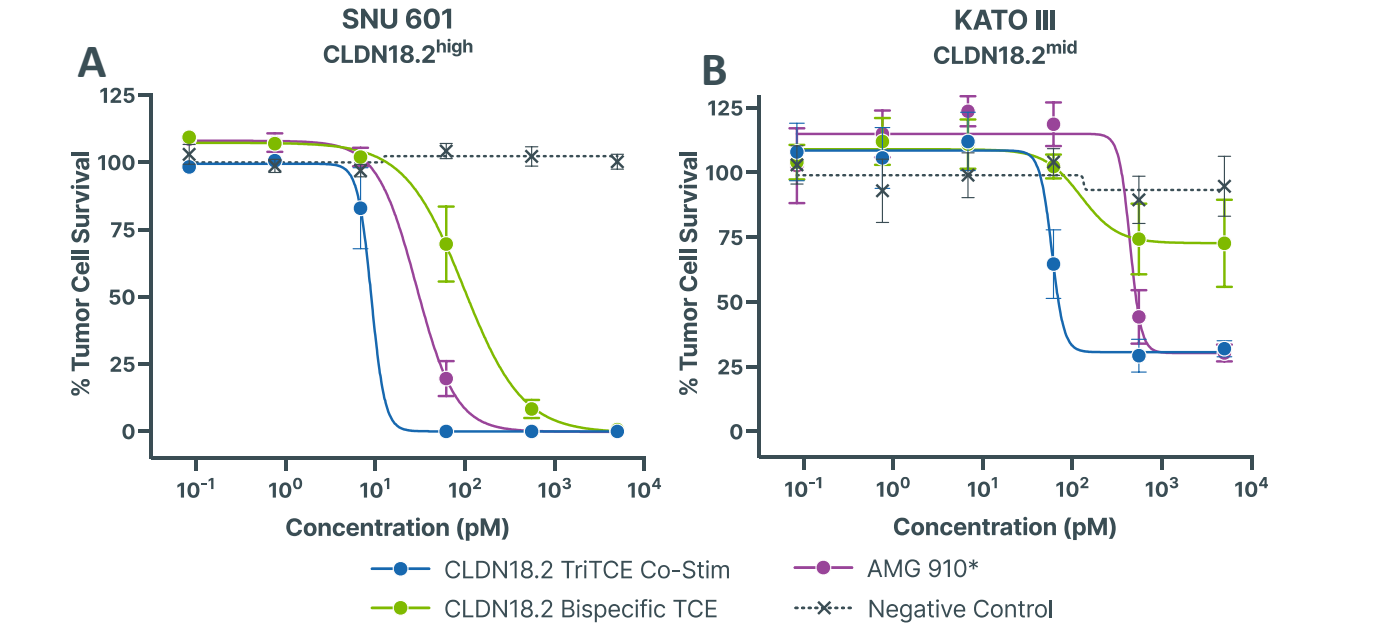 SNU 601
CLDN18.2high
A
% Tumor Cell Survival
125
100
75
50
25
0
10-1
100
101
102
103
104
Concentration (pM)
KATO III
CLDN18.2mid
B
% Tumor Cell Survival
125
100
75
50
25
0
10-1
100
101
102
103
104
Concentration (pM)
CLDN18.2 TriTCE Co-Stim
AMG 910*
CLDN18.2 Bispecific TCE
Negative Control